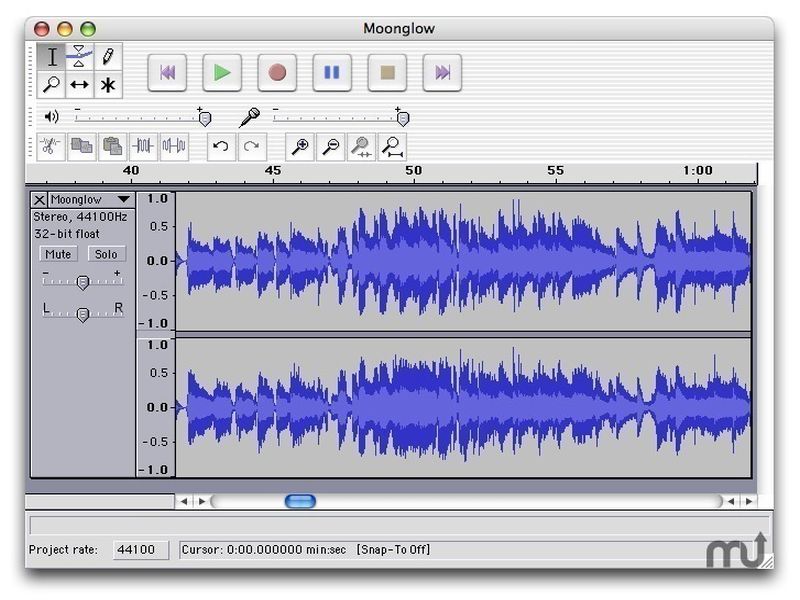 Moonglow
40 45 50 55 1:00
Moonglow
Stereo, 44100Hz
32-bit float
Mute Solo
- +
L R
1.0
0.5
0.0
-0.5
-1.0
1.0
0.5
0.0
-0.5
-1.0
Project rate: 44100 Cursor: 0:00.000000 min:sec [Snap-To Off]
mu